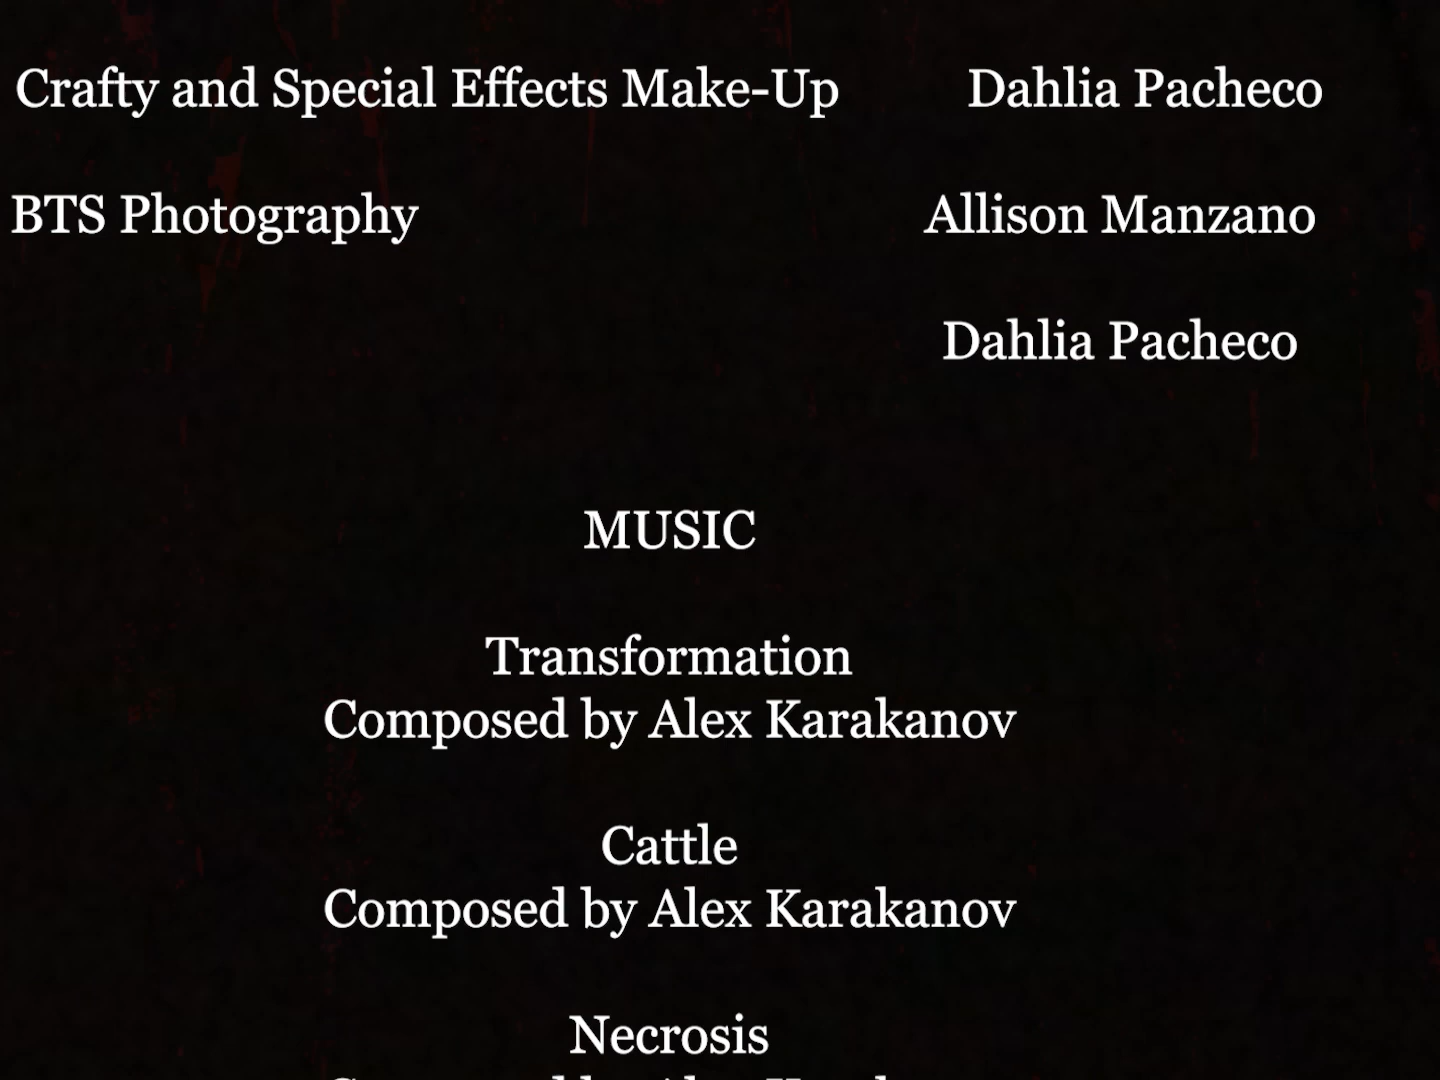 Crafty and Special Effects Make-Up Dahlia Pacheco
BTS Photography Allison Manzano
Dahlia Pacheco
MUSIC
Transformation
Composed by Alex Karakanov
Cattle
Composed by Alex Karakanov
Necrosis